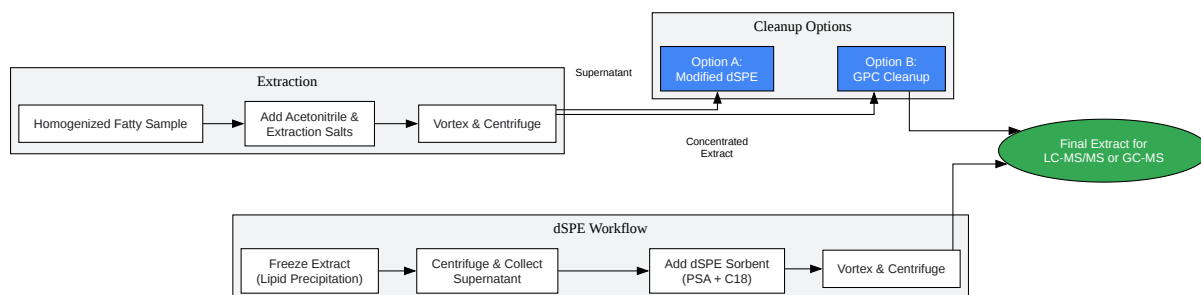 Cleanup Options
Option A:
Modified dSPE
Option B:
GPC Cleanup
Supernatant
Extraction
Homogenized Fatty Sample
Add Acetonitrile &
Extraction Salts
Vortex & Centrifuge
Concentrated
Extract
Final Extract for
LC-MS/MS or GC-MS
dSPE Workflow
Freeze Extract
(Lipid Precipitation)
Centrifuge & Collect
Supernatant
Add dSPE Sorbent
(PSA + C18)
Vortex & Centrifuge